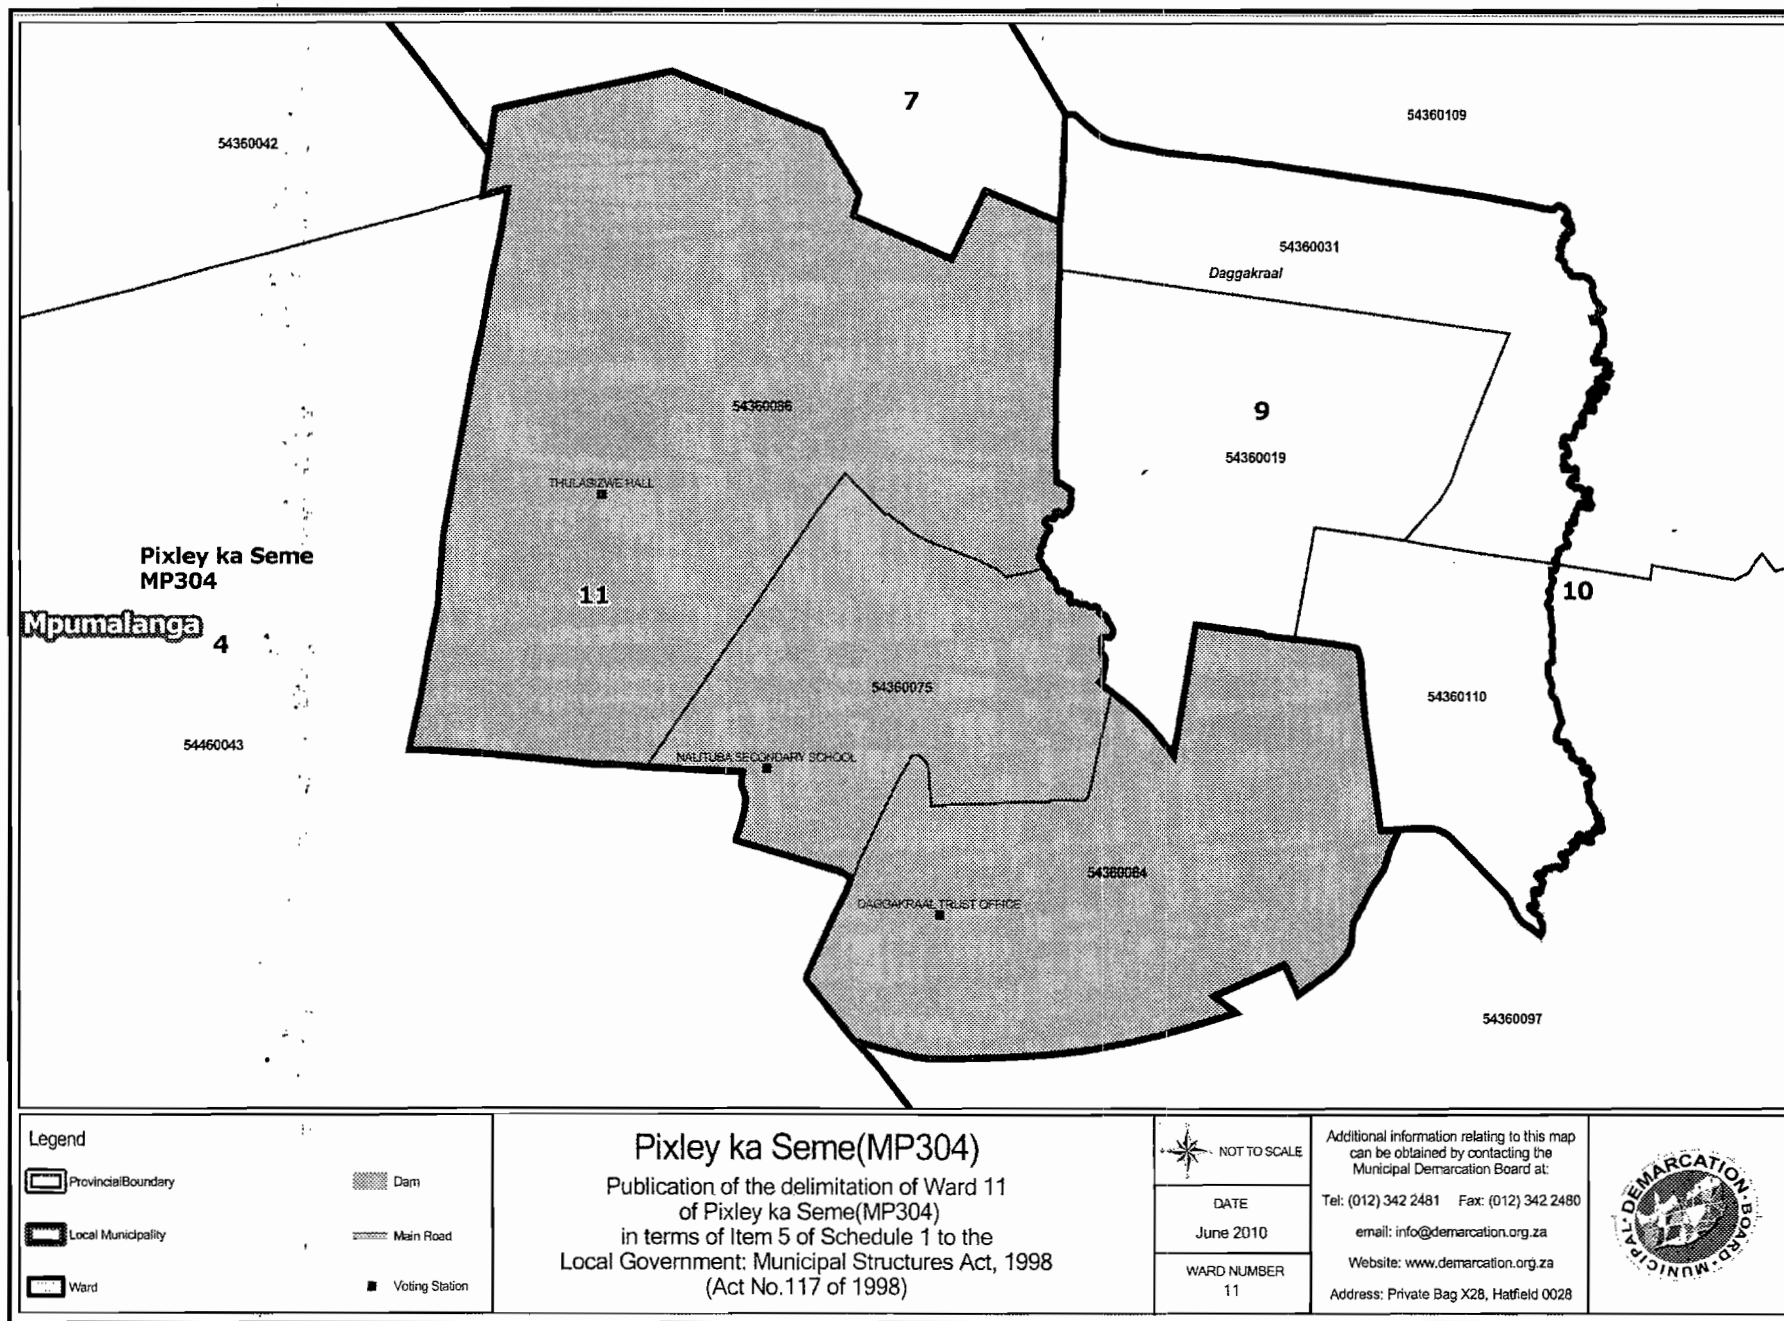 7
54360109
54360042
54360031
Daggakraal
54360086
9
54360019
THULASIZWE HALL
Pixley ka Seme
MP304
11
10
Mpumalanga
4
54360075
54360110
54460043
NALITUBA SECONDARY SCHOOL
54360064
DAGGAKRAAL TRUST OFFICE
54360097
Legend
ProvincialBoundary
Dam
Local Municipality
Main Road
Ward
Voting Station
Pixley ka Seme(MP304)
Publication of the delimitation of Ward 11
of Pixley ka Seme(MP304)
in terms of Item 5 of Schedule 1 to the
Local Government: Municipal Structures Act, 1998
(Act No.117 of 1998)
NOT TO SCALE
DATE
June 2010
WARD NUMBER
11
Additional information relating to this map
can be obtained by contacting the
Municipal Demarcation Board at:
Tel: (012) 342 2481 Fax: (012) 342 2480
email: info@demarcation.org.za
Website: www.demarcation.org.za
Address: Private Bag X28, Hatfield 0028
MUNICIPAL DEMARCATION BOARD